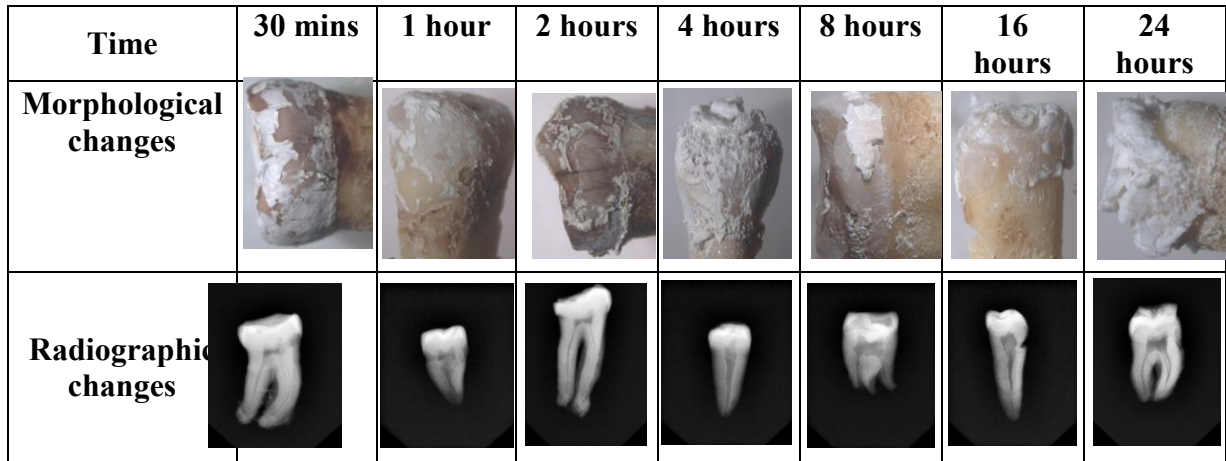 Time
30 mins
1 hour
2 hours
4 hours
8 hours
16
hours
24
hours
Morphological
changes
Radiographic
changes